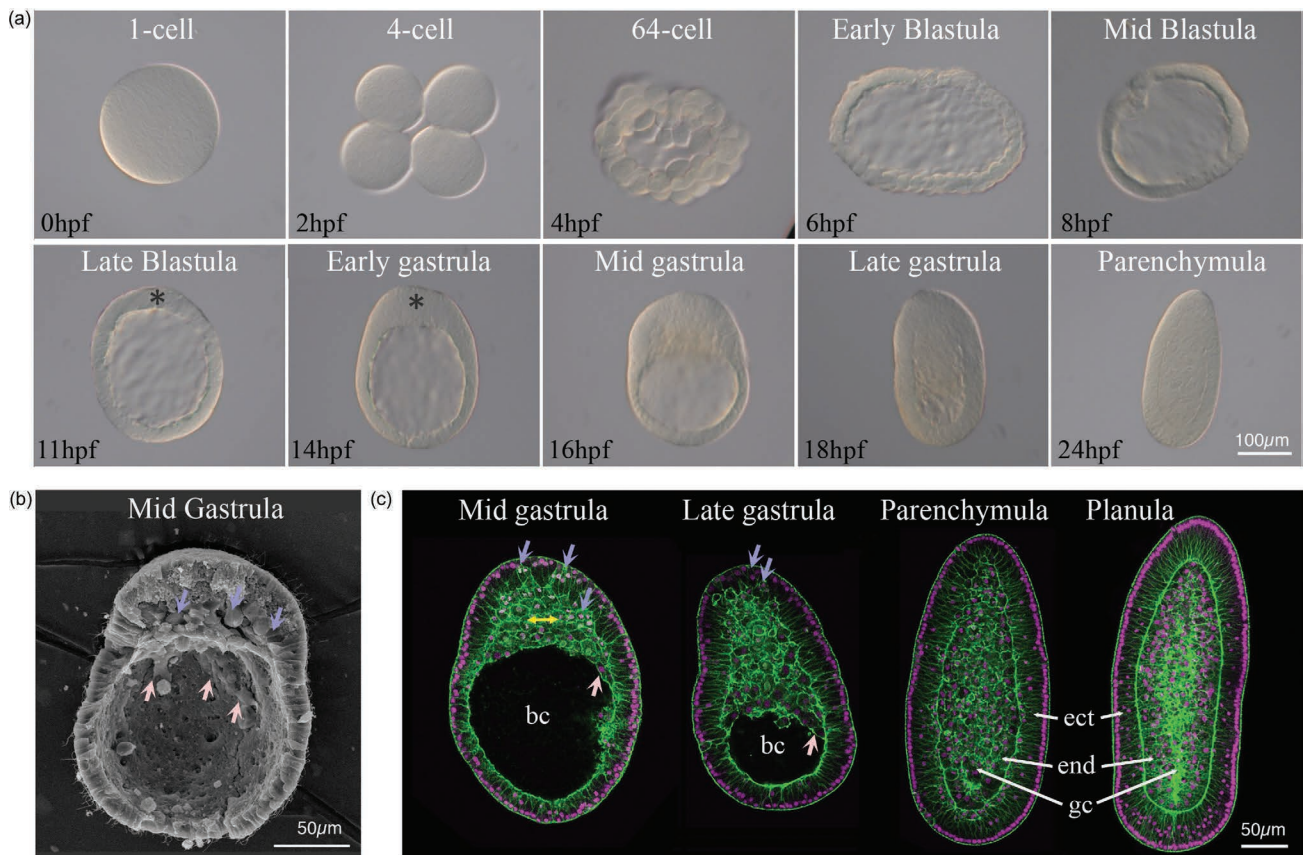 (a)
1-cell 4-cell 64-cell Early Blastula Mid Blastula
0hpf 2hpf 4hpf 6hpf 8hpf
Late Blastula Early gastrula Mid gastrula Late gastrula Parenchymula
* *
11hpf 14hpf 16hpf 18hpf 24hpf
100µm
(b)
Mid Gastrula
50µm
(c)
Mid gastrula Late gastrula Parenchymula Planula
bc bc
ect
end
gc
50µm